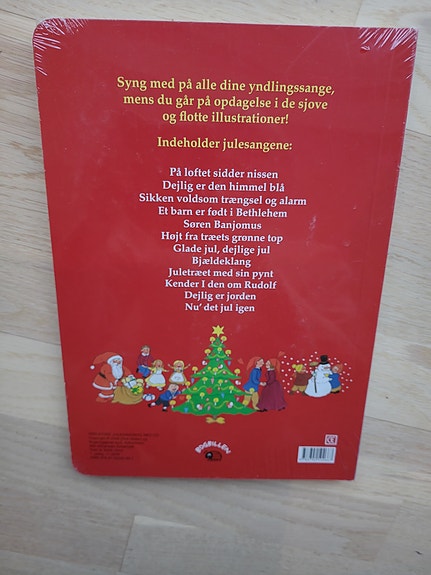 Syng med på alle dine yndlingssange,
mens du går på opdagelse i de sjove
og flotte illustrationer!
Indeholder julesangene:
På loftet sidder nissen
Dejlig er den himmel blå
Sikken voldsom trængsel og alarm
Et barn er født i Bethlehem
Søren Banjomus
Højt fra træets grønne top
Glade jul, dejlige jul
Bjældeklang
Juletræet med sin pynt
Kender I den om Rudolf
Dejlig er jorden
Nu' det jul igen
BOGBILLEN